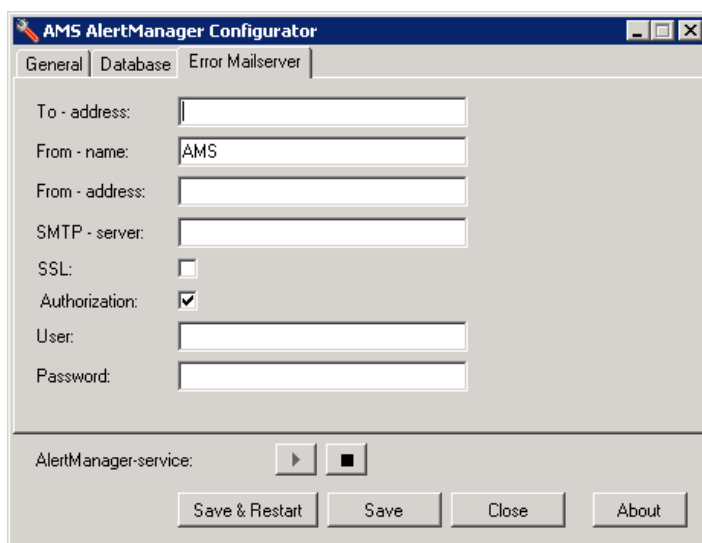 AMS AlertManager Configurator
General Database Error Mailserver
To - address:
From - name: AMS
From - address:
SMTP - server:
SSL:
Authorization:
User:
Password:
AlertManager-service:
Save & Restart Save Close About